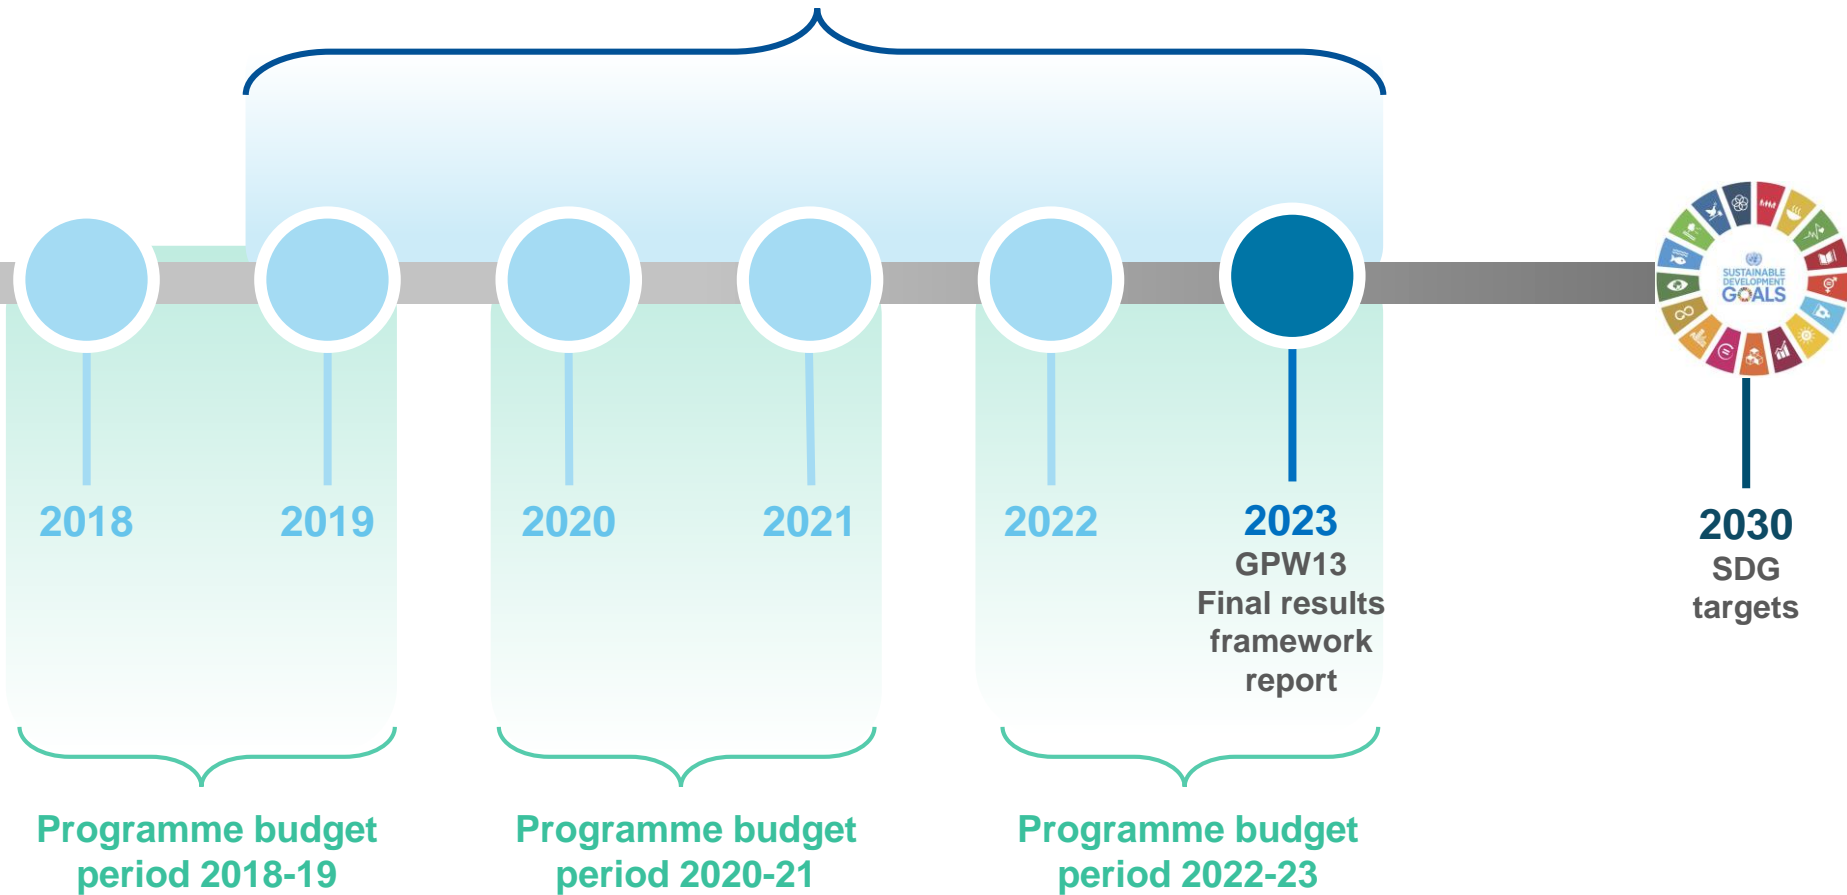 SUSTAINABLE
DEVELOPMENT
GOALS
2018
2019
2020
2021
2022
2023
GPW13
Final results
framework
report
2030
SDG
targets
Programme budget
period 2018-19
Programme budget
period 2020-21
Programme budget
period 2022-23